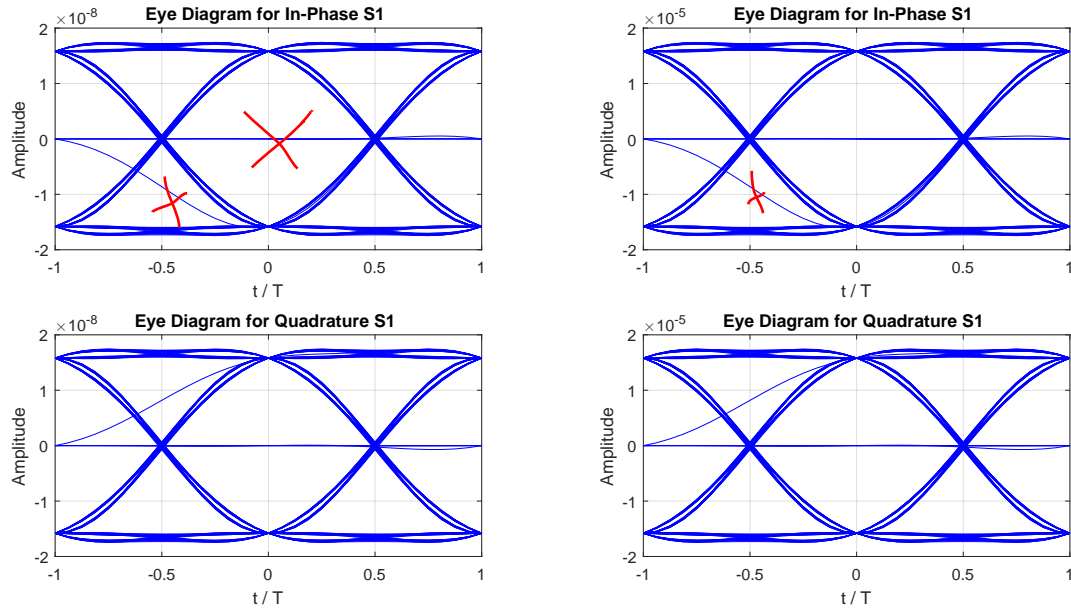 Eye Diagram for In-Phase S1
×10^-8
2
1
0
-1
-2
Amplitude
-1 -0.5 0 0.5 1
t / T
Eye Diagram for In-Phase S1
×10^-5
2
1
0
-1
-2
Amplitude
-1 -0.5 0 0.5 1
t / T
Eye Diagram for Quadrature S1
×10^-8
2
1
0
-1
-2
Amplitude
-1 -0.5 0 0.5 1
t / T
Eye Diagram for Quadrature S1
×10^-5
2
1
0
-1
-2
Amplitude
-1 -0.5 0 0.5 1
t / T